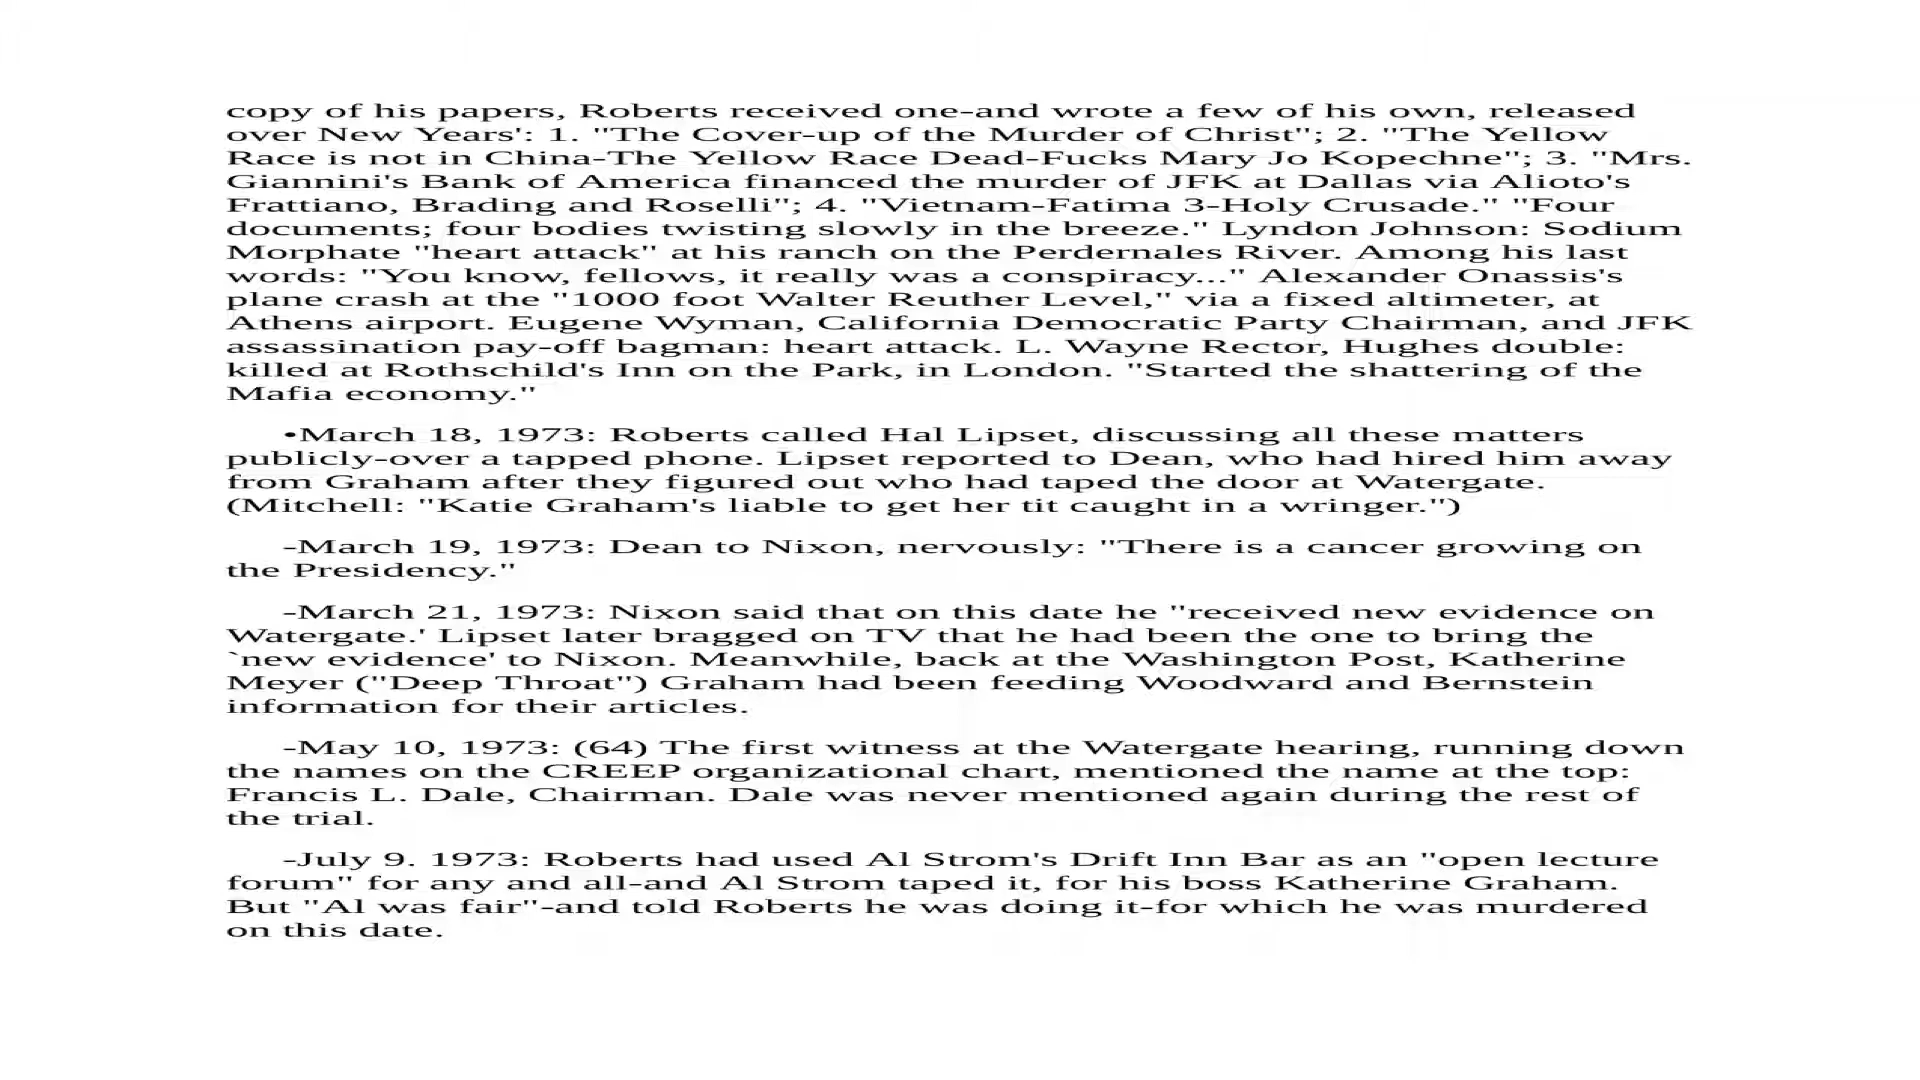 copy of his papers, Roberts received one-and wrote a few of his own, released
over New Years': 1. "The Cover-up of the Murder of Christ"; 2. "The Yellow
Race is not in China-The Yellow Race Dead-Fucks Mary Jo Kopechne"; 3. "Mrs.
Giannini's Bank of America financed the murder of JFK at Dallas via Alioto's
Frattiano, Brading and Roselli"; 4. "Vietnam-Fatima 3-Holy Crusade." "Four
documents; four bodies twisting slowly in the breeze." Lyndon Johnson: Sodium
Morphate "heart attack" at his ranch on the Perdernales River. Among his last
words: "You know, fellows, it really was a conspiracy..." Alexander Onassis's
plane crash at the "1000 foot Walter Reuther Level," via a fixed altimeter, at
Athens airport. Eugene Wyman, California Democratic Party Chairman, and JFK
assassination pay-off bagman: heart attack. L. Wayne Rector, Hughes double:
killed at Rothschild's Inn on the Park, in London. "Started the shattering of the
Mafia economy."
•March 18, 1973: Roberts called Hal Lipset, discussing all these matters
publicly-over a tapped phone. Lipset reported to Dean, who had hired him away
from Graham after they figured out who had taped the door at Watergate.
(Mitchell: "Katie Graham's liable to get her tit caught in a wringer.")
-March 19, 1973: Dean to Nixon, nervously: "There is a cancer growing on
the Presidency."
-March 21, 1973: Nixon said that on this date he "received new evidence on
Watergate.' Lipset later bragged on TV that he had been the one to bring the
`new evidence' to Nixon. Meanwhile, back at the Washington Post, Katherine
Meyer ("Deep Throat") Graham had been feeding Woodward and Bernstein
information for their articles.
-May 10, 1973: (64) The first witness at the Watergate hearing, running down
the names on the CREEP organizational chart, mentioned the name at the top:
Francis L. Dale, Chairman. Dale was never mentioned again during the rest of
the trial.
-July 9. 1973: Roberts had used Al Strom's Drift Inn Bar as an "open lecture
forum" for any and all-and Al Strom taped it, for his boss Katherine Graham.
But "Al was fair"-and told Roberts he was doing it-for which he was murdered
on this date.